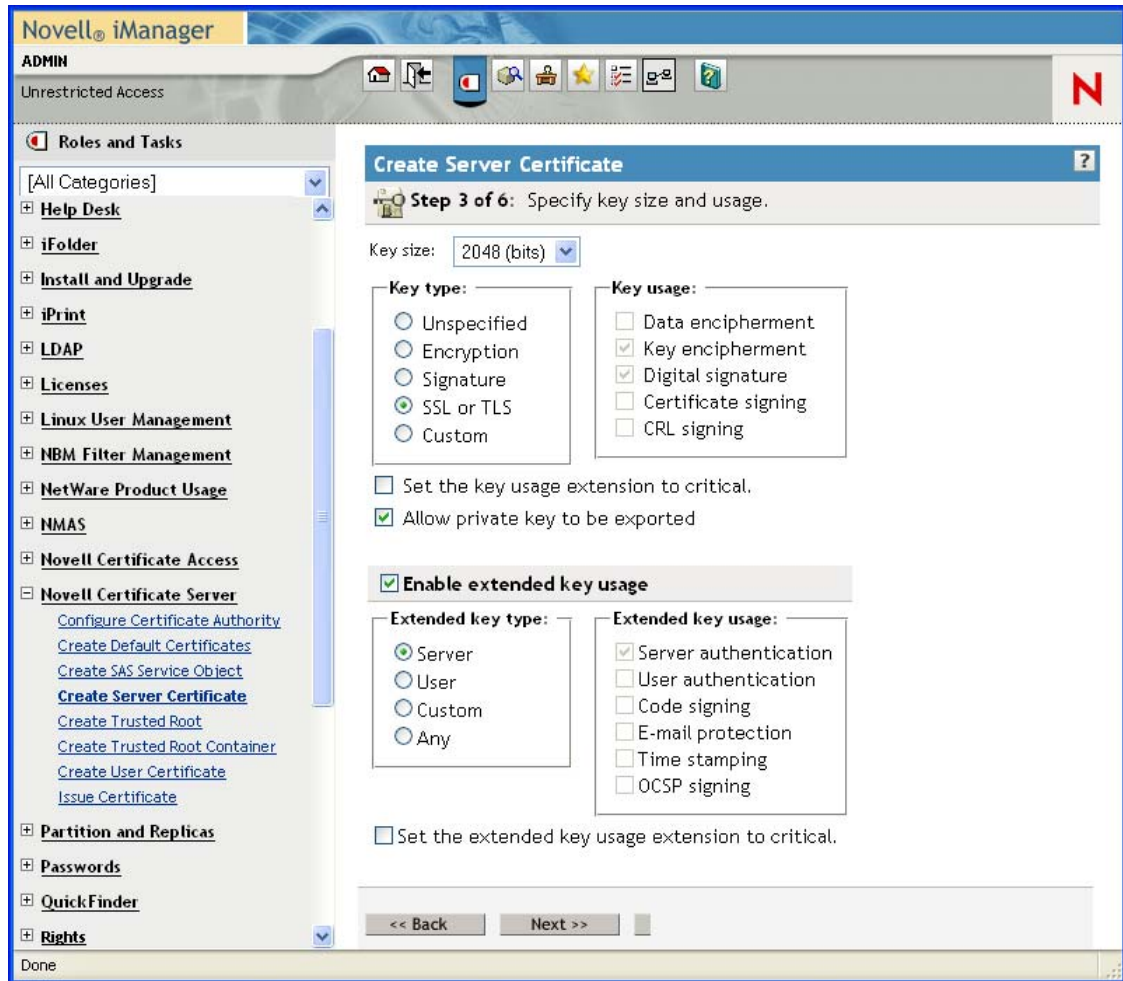 Novell® iManager
ADMIN
Unrestricted Access
N
Roles and Tasks
[All Categories]
Help Desk
iFolder
Install and Upgrade
iPrint
LDAP
Licenses
Linux User Management
NBM Filter Management
NetWare Product Usage
NMAS
Novell Certificate Access
Novell Certificate Server
Configure Certificate Authority
Create Default Certificates
Create SAS Service Object
Create Server Certificate
Create Trusted Root
Create Trusted Root Container
Create User Certificate
Issue Certificate
Partition and Replicas
Passwords
QuickFinder
Rights
Create Server Certificate
?
Step 3 of 6: Specify key size and usage.
Key size: 2048 (bits)
Key type:
Unspecified
Encryption
Signature
SSL or TLS
Custom
Key usage:
Data encipherment
Key encipherment
Digital signature
Certificate signing
CRL signing
Set the key usage extension to critical.
Allow private key to be exported
Enable extended key usage
Extended key type:
Server
User
Custom
Any
Extended key usage:
Server authentication
User authentication
Code signing
E-mail protection
Time stamping
OCSP signing
Set the extended key usage extension to critical.
<< Back
Next >>
Done